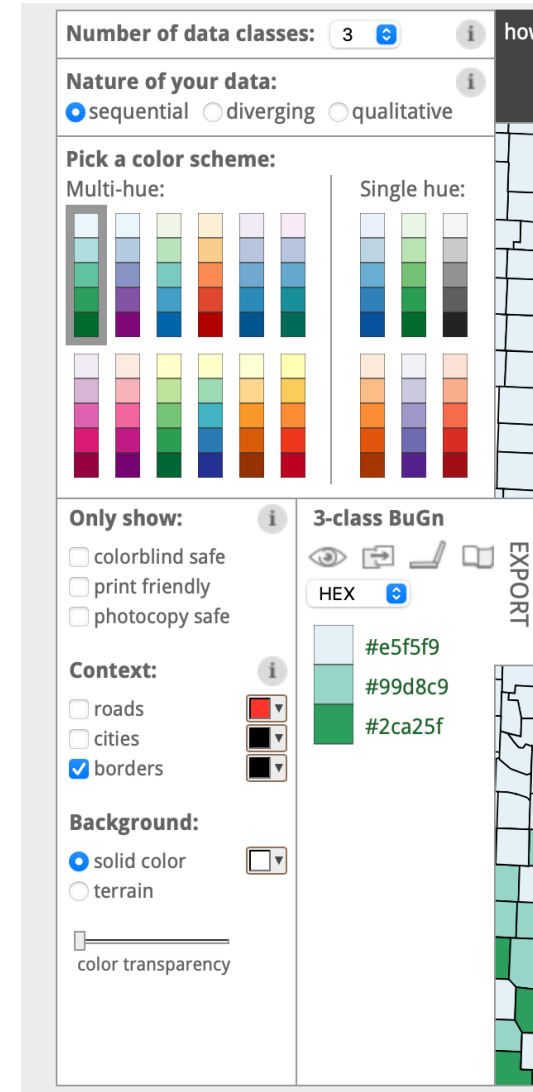 Number of data classes: 3 i
how
Nature of your data: i
sequential diverging qualitative
Pick a color scheme:
Multi-hue: Single hue:
Only show: i
colorblind safe
print friendly
photocopy safe
Context: i
roads
cities
borders
Background:
solid color
terrain
color transparency
3-class BuGn
EXPORT
HEX
#e5f5f9
#99d8c9
#2ca25f